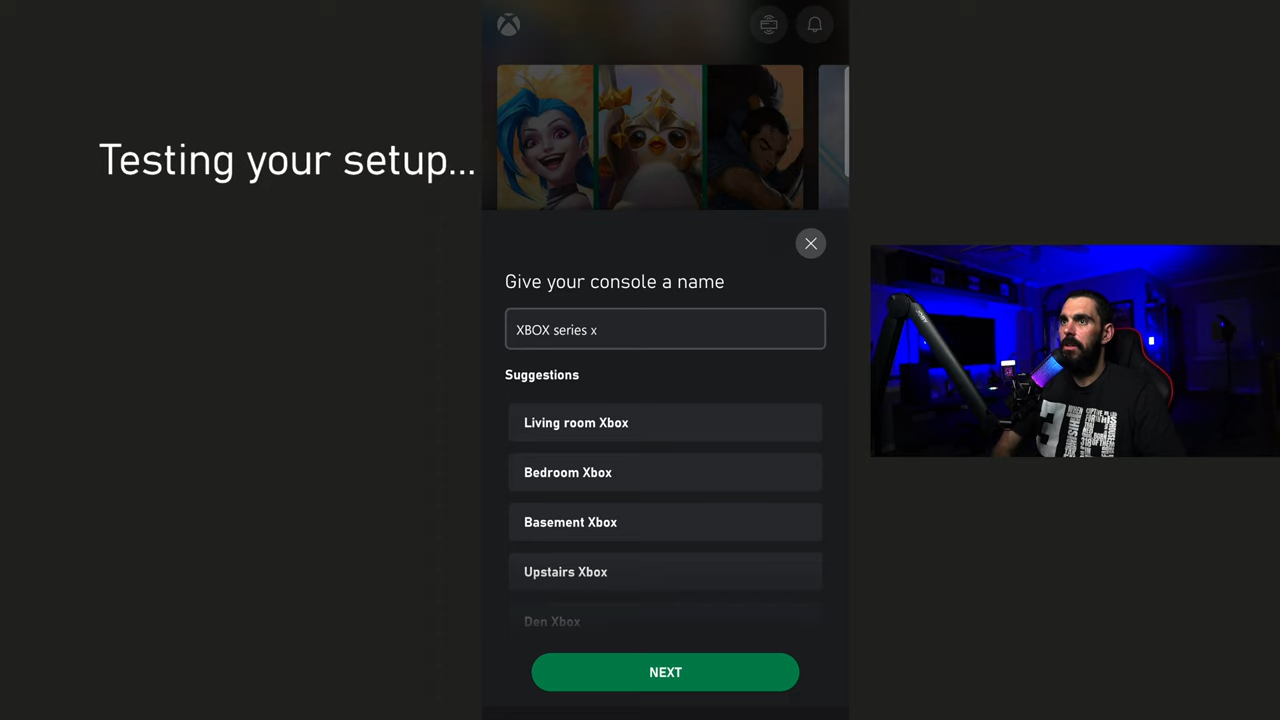 Testing your setup...
Give your console a name
XBOX series x
Suggestions
Living room Xbox
Bedroom Xbox
Basement Xbox
Upstairs Xbox
Den Xbox
NEXT